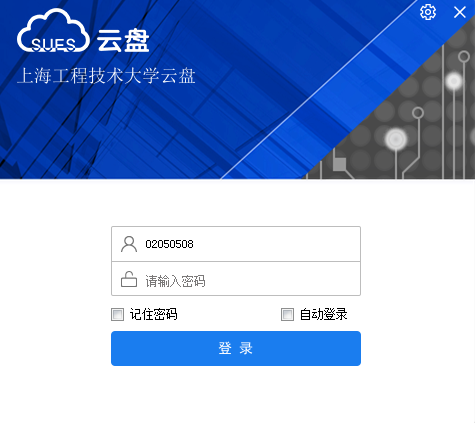 SUES 云盘
上海工程技术大学云盘
02050508
请输入密码
记住密码 自动登录
登 录